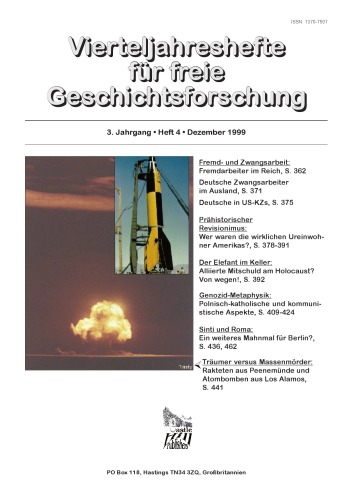 ISSN: 1370-7507
Vierteljahreshefte
für freie
Geschichtsforschung
3. Jahrgang • Heft 4 • Dezember 1999
Fremd- und Zwangsarbeit:
Fremdarbeiter im Reich, S. 362
Deutsche Zwangsarbeiter
im Ausland, S. 371
Deutsche in US-KZs, S. 375
Prähistorischer
Revisionimus:
Wer waren die wirklichen Ureinwoh-
ner Amerikas?, S. 378-391
Der Elefant im Keller:
Alliierte Mitschuld am Holocaust?
Von wegen!, S. 392
Genozid-Metaphysik:
Polnisch-katholische und kommuni-
stische Aspekte, S. 409-424
Sinti und Roma:
Ein weiteres Mahnmal für Berlin?,
S. 436, 462
Träumer versus Massenmörder:
Rakteten aus Peenemünde und
Atombomben aus Los Alamos,
S. 441
Trinity
Castle
Hill
Publishers
PO Box 118, Hastings TN34 3ZQ, Großbritannien